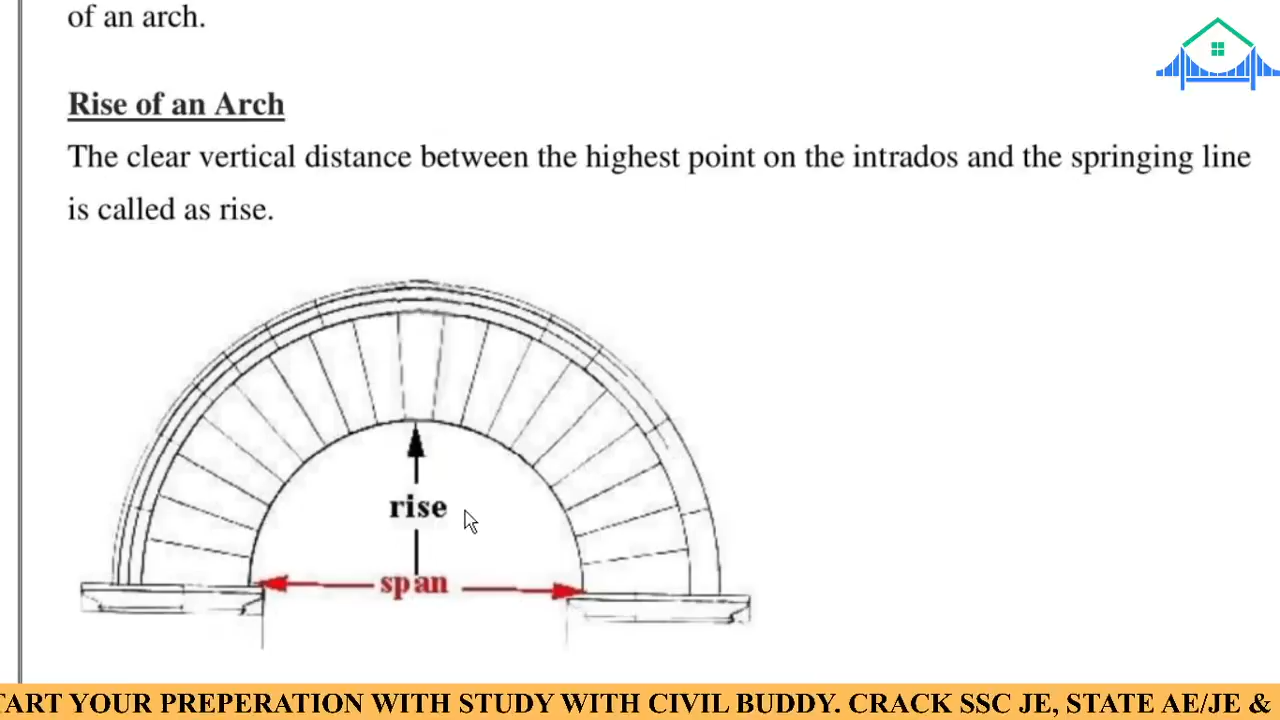 of an arch.
Rise of an Arch
The clear vertical distance between the highest point on the intrados and the springing line
is called as rise.
rise
span
TART YOUR PREPERATION WITH STUDY WITH CIVIL BUDDY. CRACK SSC JE, STATE AE/JE &